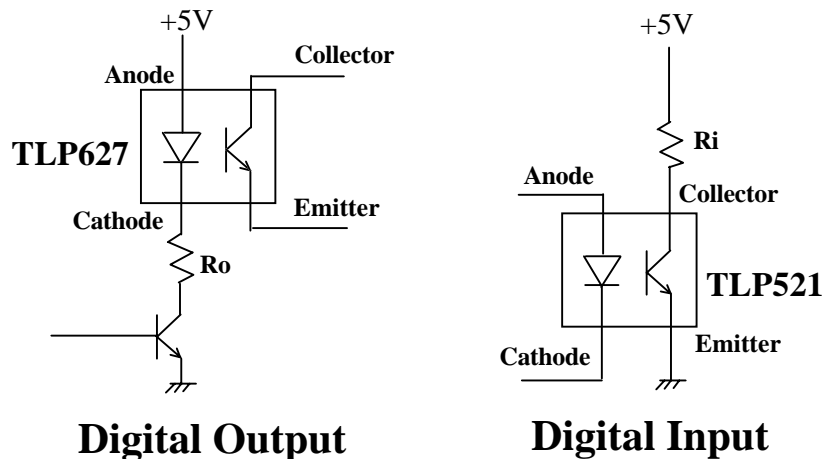 +5V
Anode
Collector
TLP627
Cathode
Emitter
Ro
Digital Output
+5V
Ri
Anode
Collector
TLP521
Cathode
Emitter
Digital Input